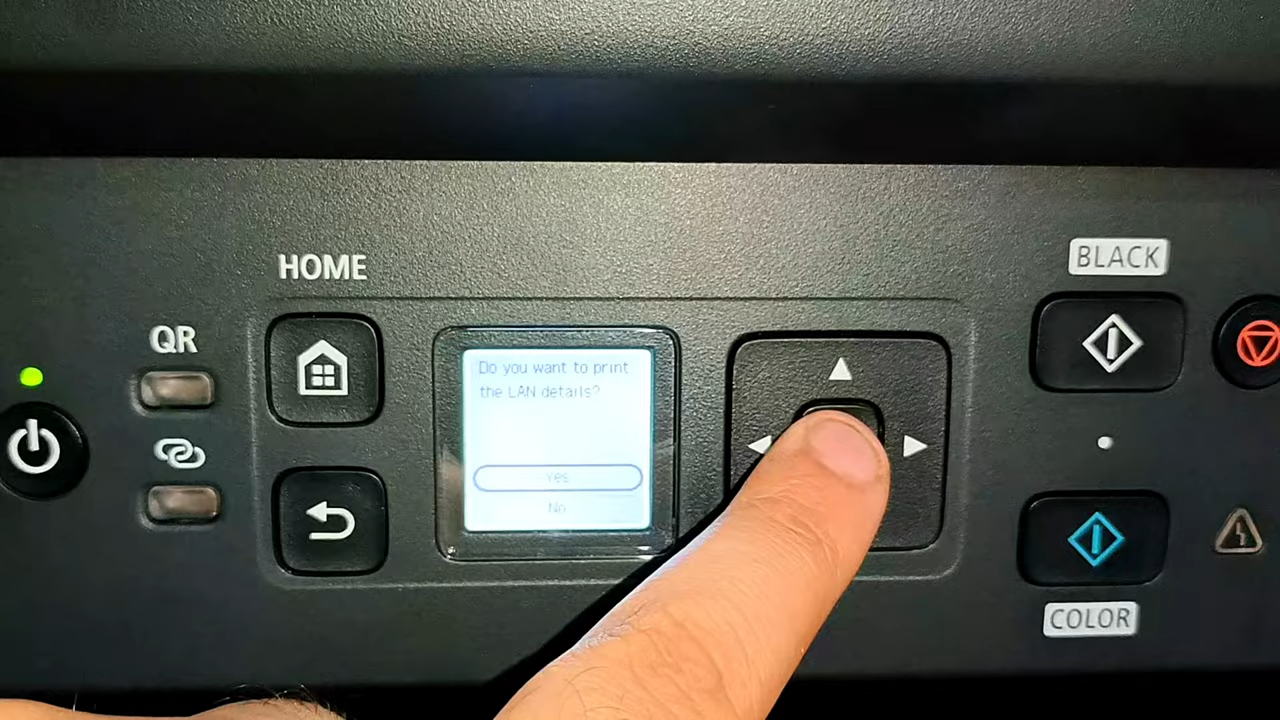 HOME
BLACK
QR
Do you want to print
the LAN details?
Yes
No
COLOR